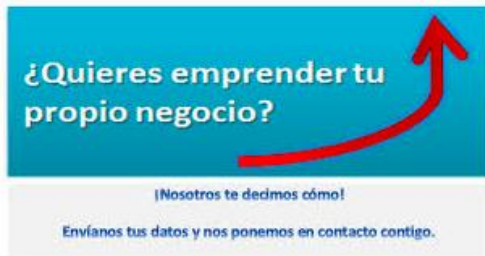 ¿Quieres emprender tu
propio negocio?
¡Nosotros te decimos cómo!
Envíanos tus datos y nos ponemos en contacto contigo.